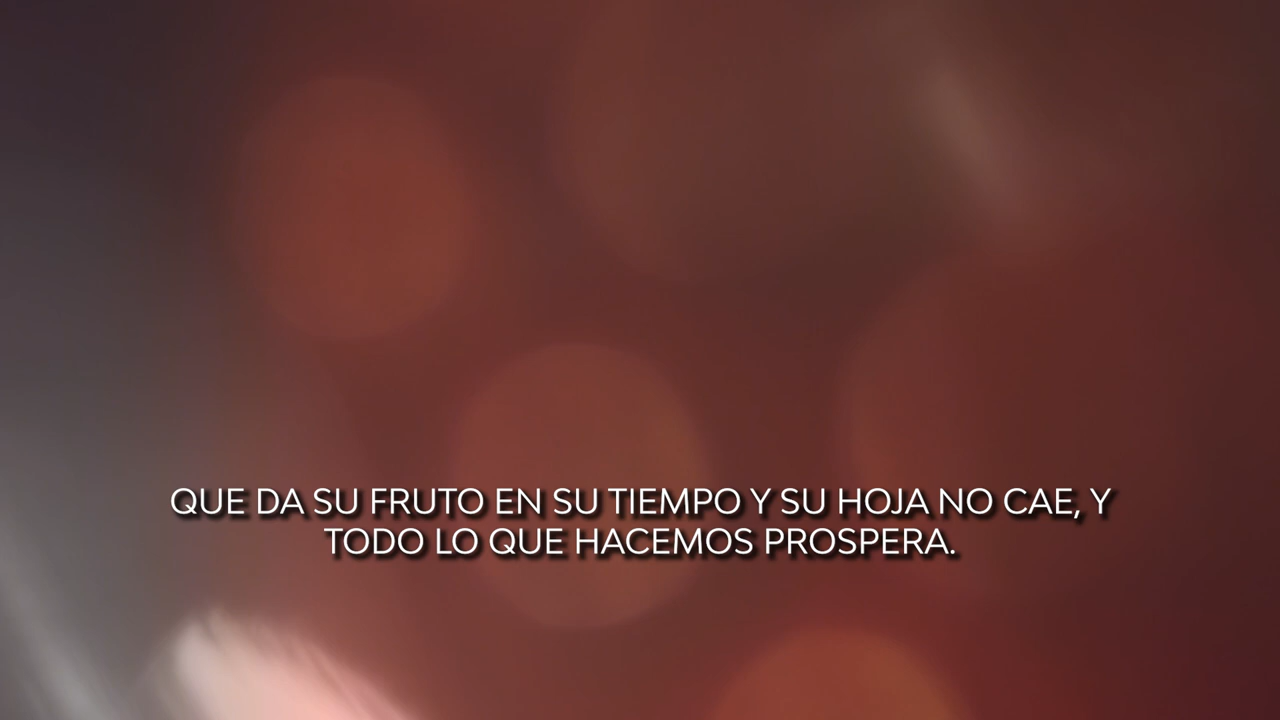 QUE DA SU FRUTO EN SU TIEMPO Y SU HOJA NO CAE, Y
TODO LO QUE HACEMOS PROSPERA.